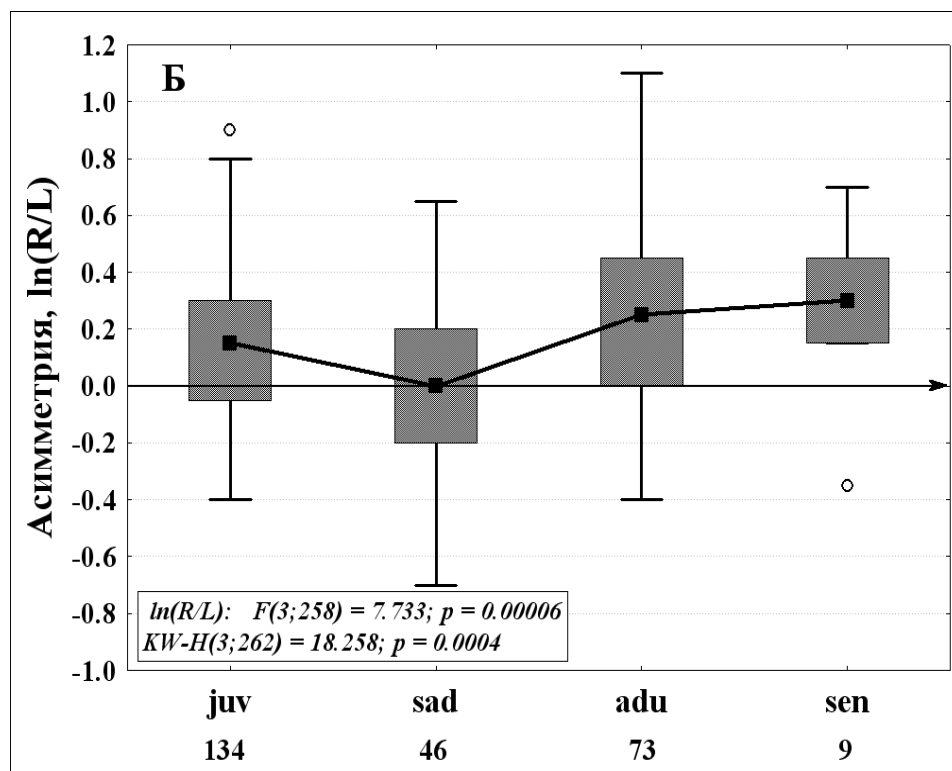 Б
Асимметрия, ln(R/L)
1.2
1.0
0.8
0.6
0.4
0.2
0.0
-0.2
-0.4
-0.6
-0.8
-1.0
ln(R/L): F(3;258) = 7.733; p = 0.00006
KW-H(3;262) = 18.258; p = 0.0004
juv sad adu sen
134 46 73 9